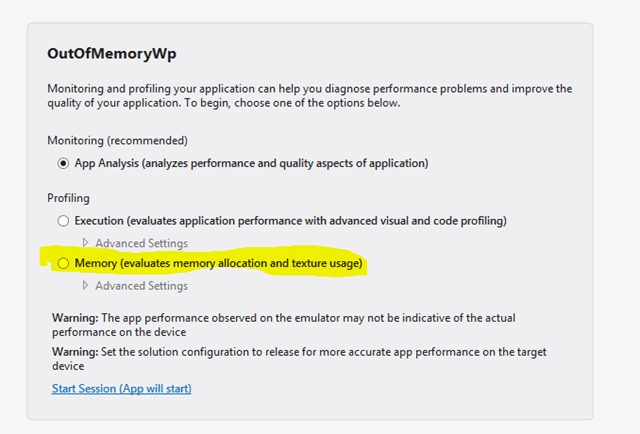 OutOfMemoryWp
Monitoring and profiling your application can help you diagnose performance problems and improve the
quality of your application. To begin, choose one of the options below.
Monitoring (recommended)
App Analysis (analyzes performance and quality aspects of application)
Profiling
Execution (evaluates application performance with advanced visual and code profiling)
Advanced Settings
Memory (evaluates memory allocation and texture usage)
Advanced Settings
Warning: The app performance observed on the emulator may not be indicative of the actual
performance on the device
Warning: Set the solution configuration to release for more accurate app performance on the target
device
Start Session (App will start)